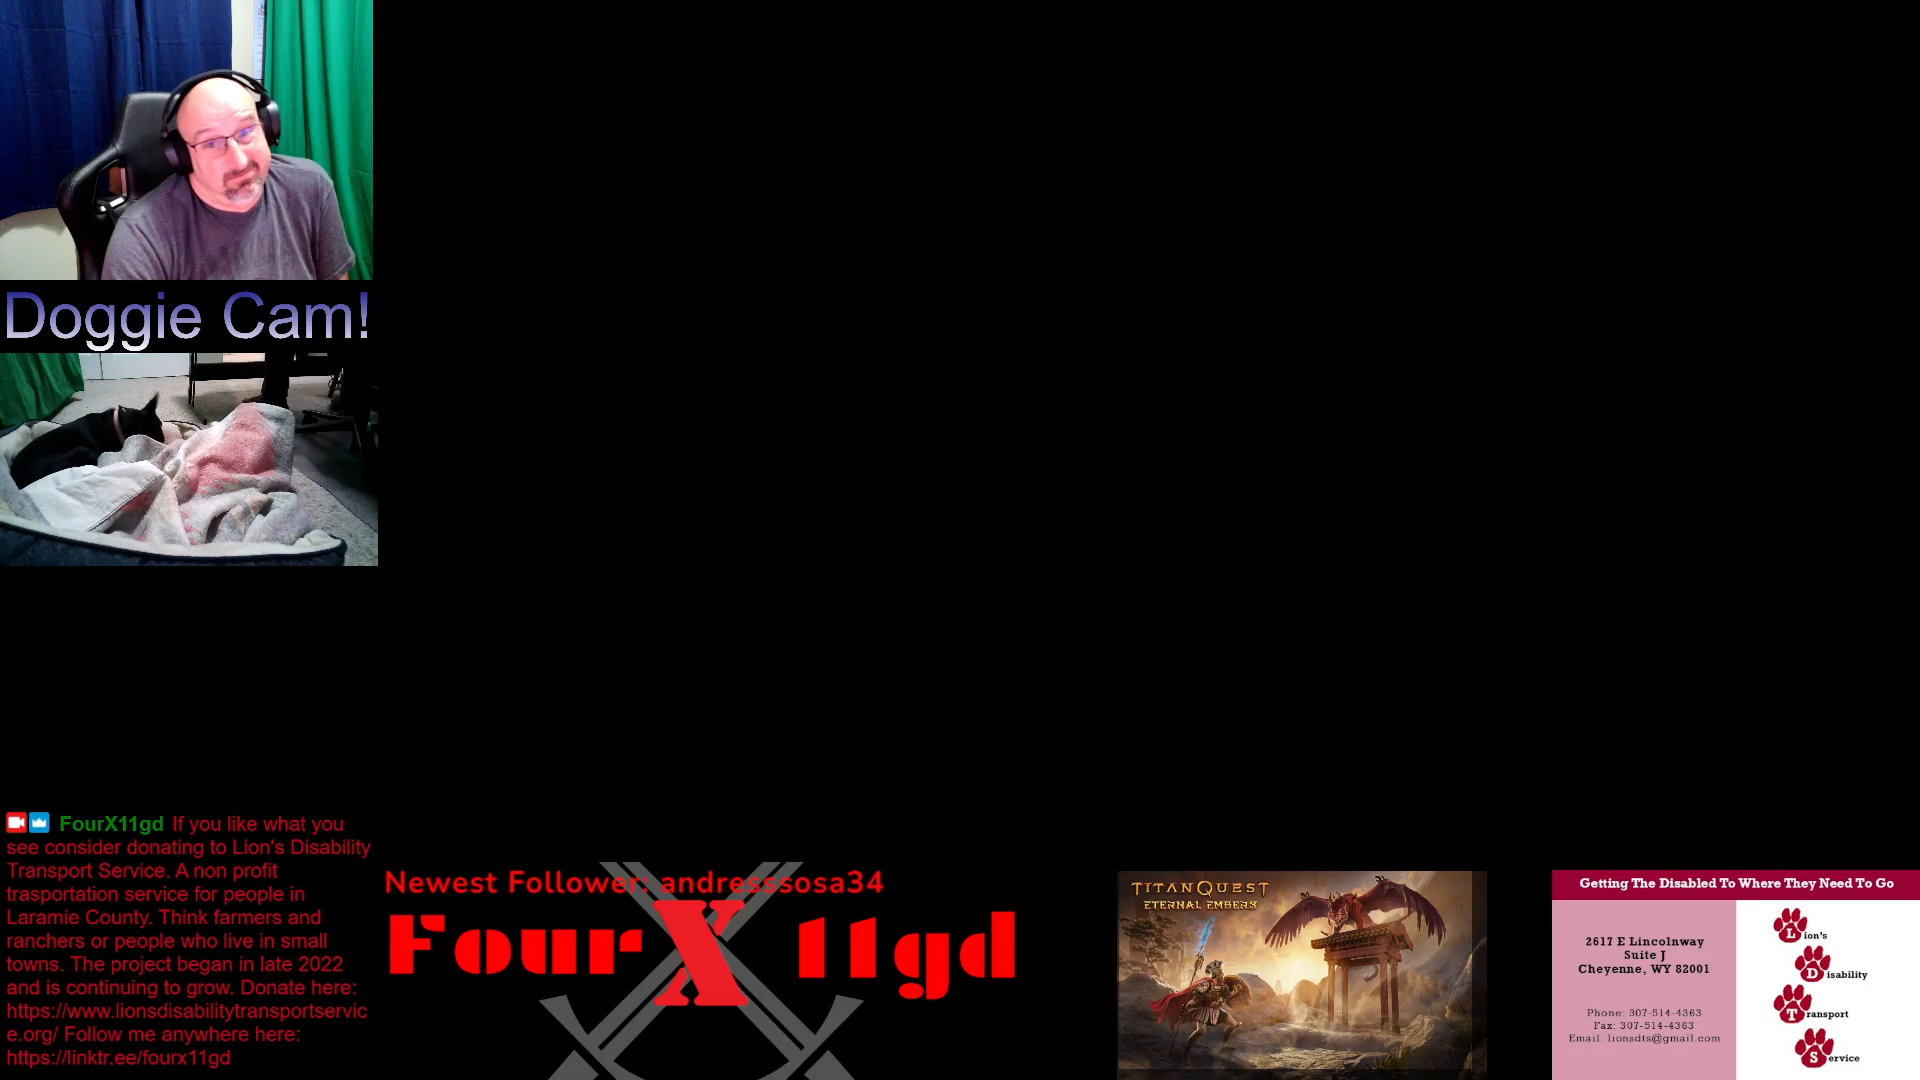 Doggie Cam!
FourX11gd If you like what you
see consider donating to Lion's Disability
Transport Service. A non profit
trasportation service for people in
Laramie County. Think farmers and
ranchers or people who live in small
towns. The project began in late 2022
and is continuing to grow. Donate here:
https://www.lionsdisabilitytransportservic
e.org/ Follow me anywhere here:
https://linktr.ee/fourx11gd
Newest Follower: andresssosa34
FourX11gd
TITAN QUEST
ETERNAL EMBERS
Getting The Disabled To Where They Need To Go
2617 E Lincolnway
Suite J
Cheyenne, WY 82001
Phone: 307-514-4363
Fax: 307-514-4363
Email: lionsdts@gmail.com
Lion's
Disability
Transport
Service